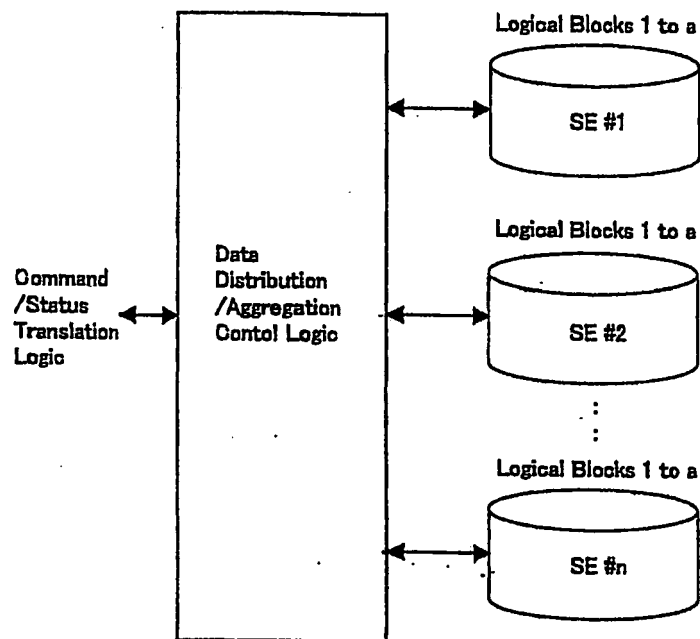 Logical Blocks 1 to a
SE #1
Logical Blocks 1 to a
Data
Distribution
/Aggregation
Contol Logic
Command
/Status
Translation
Logic
SE #2
Logical Blocks 1 to a
SE #n